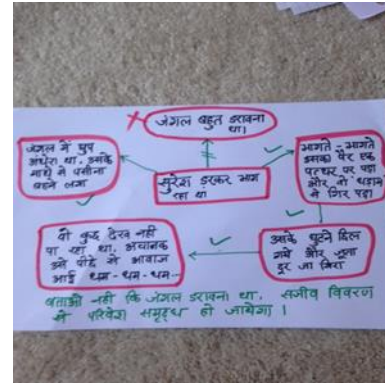 जंगल बहुत डरावना
था।
जंगल में घुप
अंधेरा था. उसके
माथे से पसीना
बहने लगा
सुरेश डरकर भाग
रहा था
भागते - भागते
उसका पैर एक
पत्थर पर पड़ा
और वो धड़ाम
से गिर पड़ा
वो कुछ देख नहीं
पा रहा था. अचानक
उसे पीछे से आवाज
आई धम - धम - धम--
घुटने छिल
गये और जूता
दूर जा गिरा
बताओ नहीं कि जंगल डरावना था. सजीव विवरण
से परिवेश समृद्ध हो जायेगा।